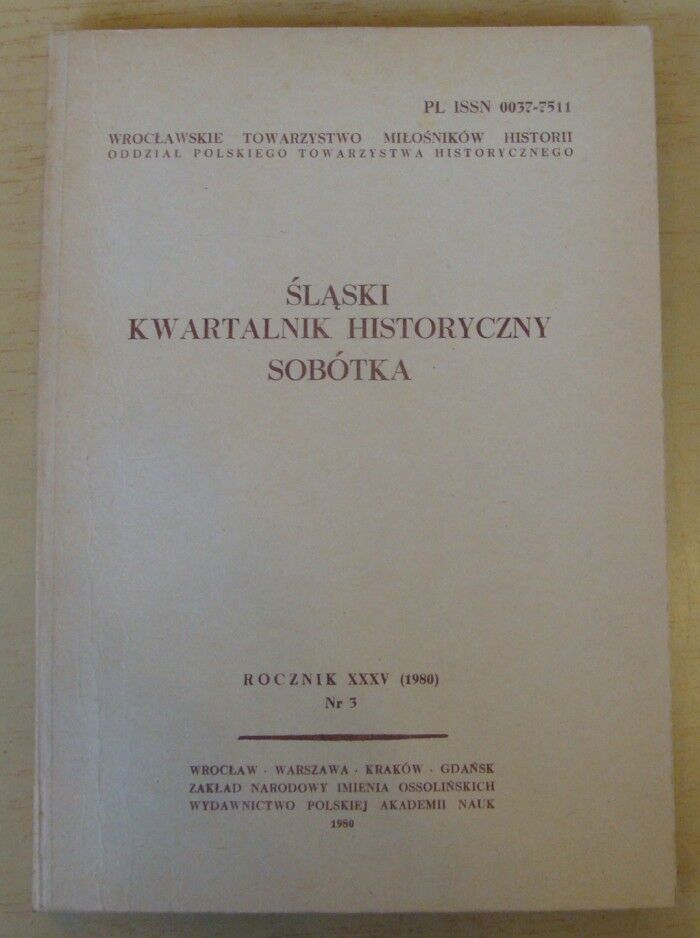 PL ISSN 0037-7511
WROCŁAWSKIE TOWARZYSTWO MIŁOŚNIKÓW HISTORII
ODDZIAŁ POLSKIEGO TOWARZYSTWA HISTORYCZNEGO
ŚLĄSKI
KWARTALNIK HISTORYCZNY
SOBÓTKA
ROCZNIK XXXV (1980)
Nr 3
WROCŁAW · WARSZAWA · KRAKÓW · GDAŃSK
ZAKŁAD NARODOWY IMIENIA OSSOLIŃSKICH
WYDAWNICTWO POLSKIEJ AKADEMII NAUK
1980